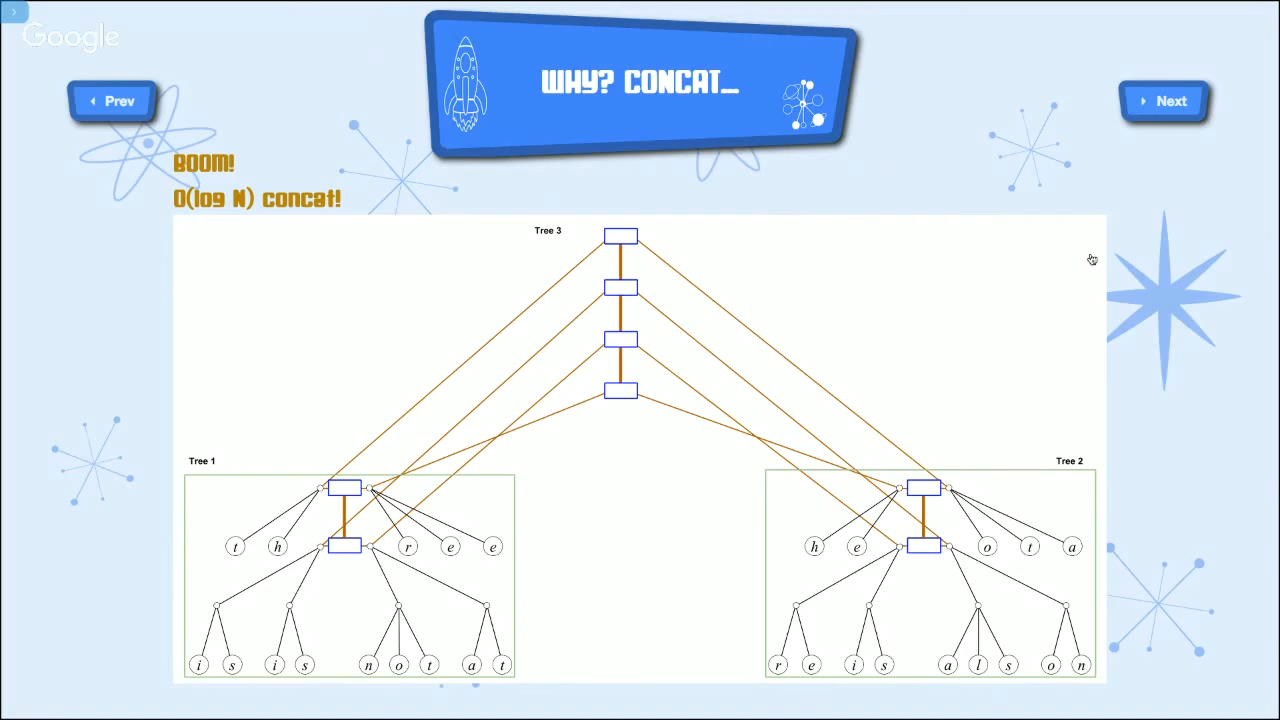 Google
WHY? CONCAT...
Prev
Next
BOOM!
O(log N) concat!
Tree 3
Tree 1
Tree 2
t h r e e
h e o t a
i s i s n o t a t
r e i s a l s o n